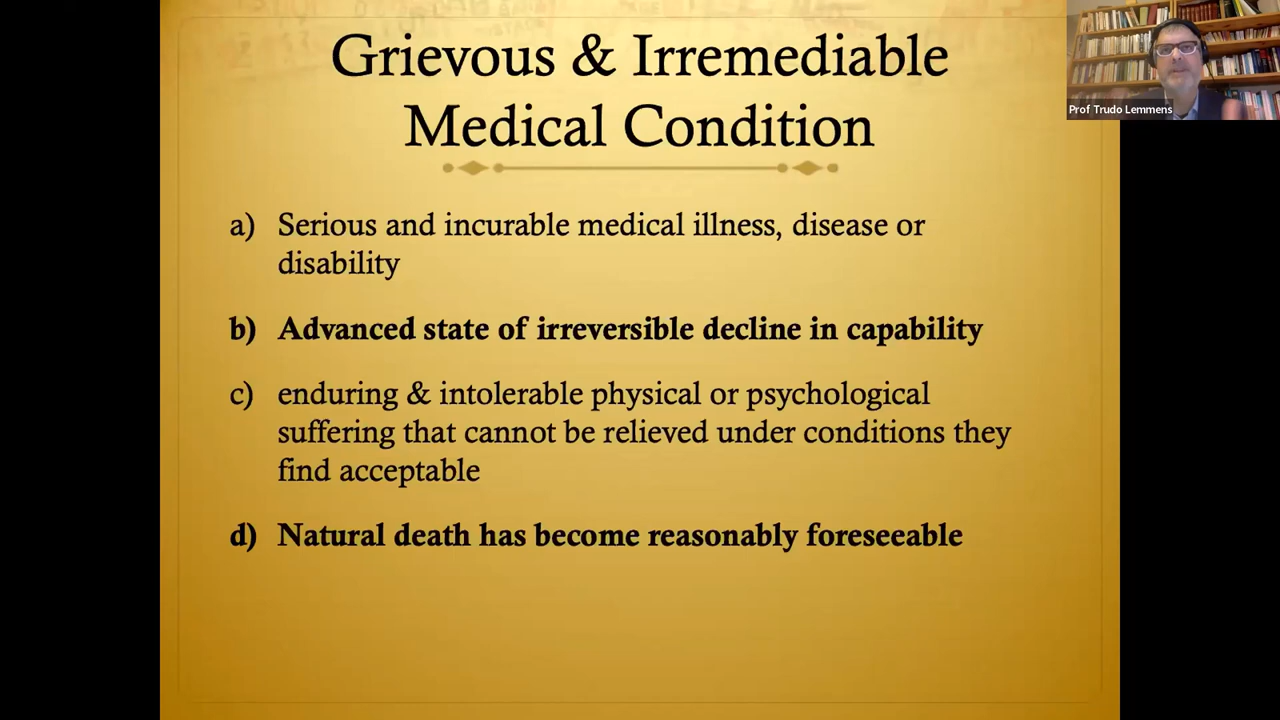 Grievous & Irremediable
Medical Condition
Prof Trudo Lemmens
a) Serious and incurable medical illness, disease or
disability
b) Advanced state of irreversible decline in capability
c) enduring & intolerable physical or psychological
suffering that cannot be relieved under conditions they
find acceptable
d) Natural death has become reasonably foreseeable